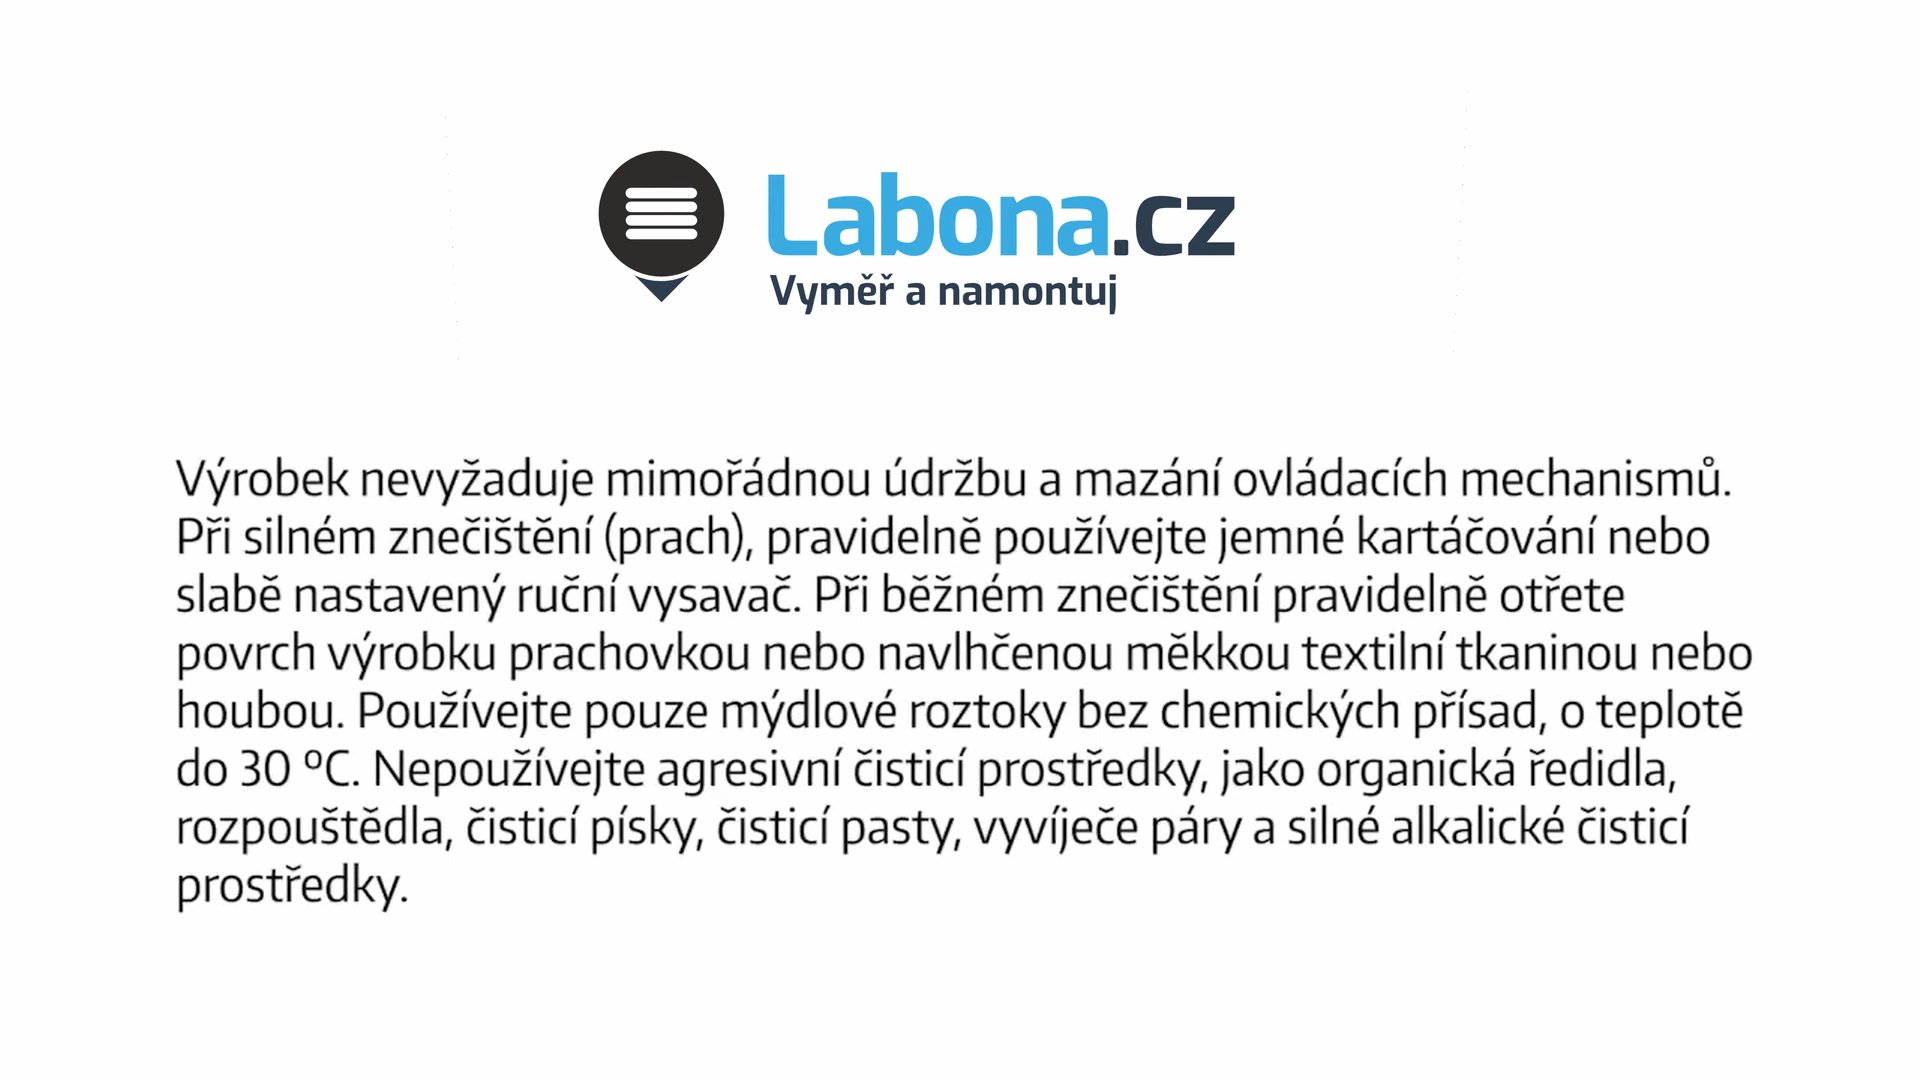 Labona.cz
Vyměř a namontuj
Výrobek nevyžaduje mimořádnou údržbu a mazání ovládacích mechanismů.
Při silném znečištění (prach), pravidelně používejte jemné kartáčování nebo
slabě nastavený ruční vysavač. Při běžném znečištění pravidelně otřete
povrch výrobku prachovkou nebo navlhčenou měkkou textilní tkaninou nebo
houbou. Používejte pouze mýdlové roztoky bez chemických přísad, o teplotě
do 30 ºC. Nepoužívejte agresivní čisticí prostředky, jako organická ředidla,
rozpouštědla, čisticí písky, čisticí pasty, vyvíječe páry a silné alkalické čisticí
prostředky.